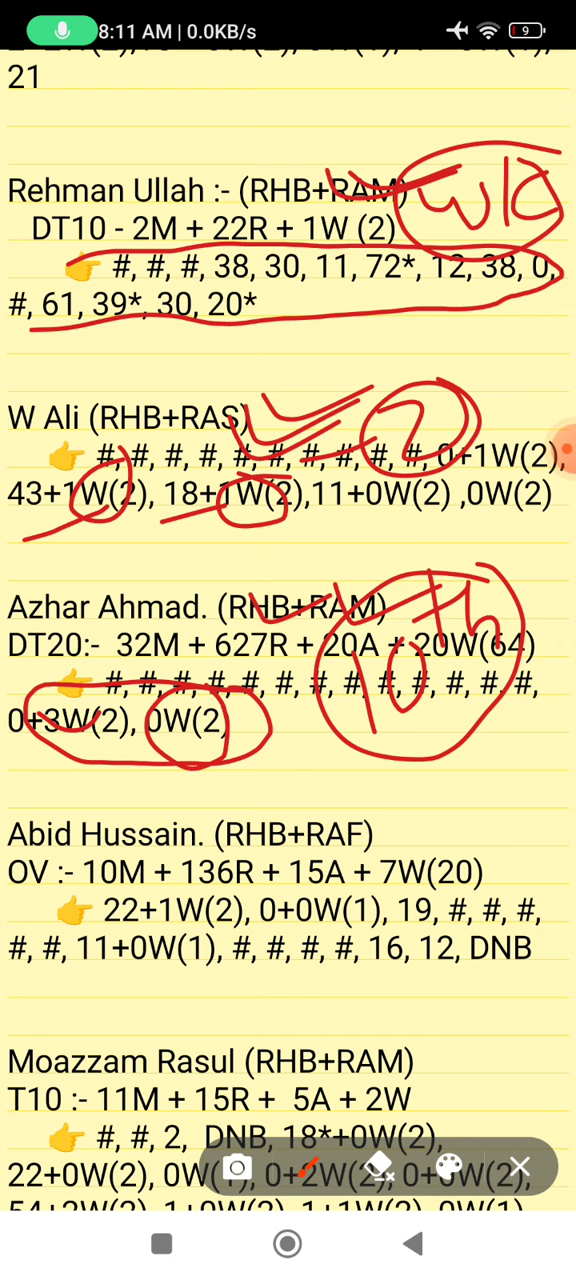 8:11 AM | 0.0KB/s
9
21
Rehman Ullah :- (RHB+RAM)
W/C
DT10 - 2M + 22R + 1W (2)
👉 #, #, #, 38, 30, 11, 72*, 12, 38, 0,
#, 61, 39*, 30, 20*
W Ali (RHB+RAS)
2
👉 #, #, #, #, #, #, #, #, #, #, 0+1W(2),
43+1W(2), 18+1W(2),11+0W(2) ,0W(2)
Azhar Ahmad. (RHB+RAM)
10th
DT20:- 32M + 627R + 20A + 20W(64)
👉 #, #, #, #, #, #, #, #, #, #, #, #, #,
0+3W(2), 0W(2)
Abid Hussain. (RHB+RAF)
OV :- 10M + 136R + 15A + 7W(20)
👉 22+1W(2), 0+0W(1), 19, #, #, #,
#, #, 11+0W(1), #, #, #, #, 16, 12, DNB
Moazzam Rasul (RHB+RAM)
T10 :- 11M + 15R + 5A + 2W
👉 #, #, 2, DNB, 18*+0W(2),
22+0W(2), 0W(1), 0+2W(2), 0+0W(2),